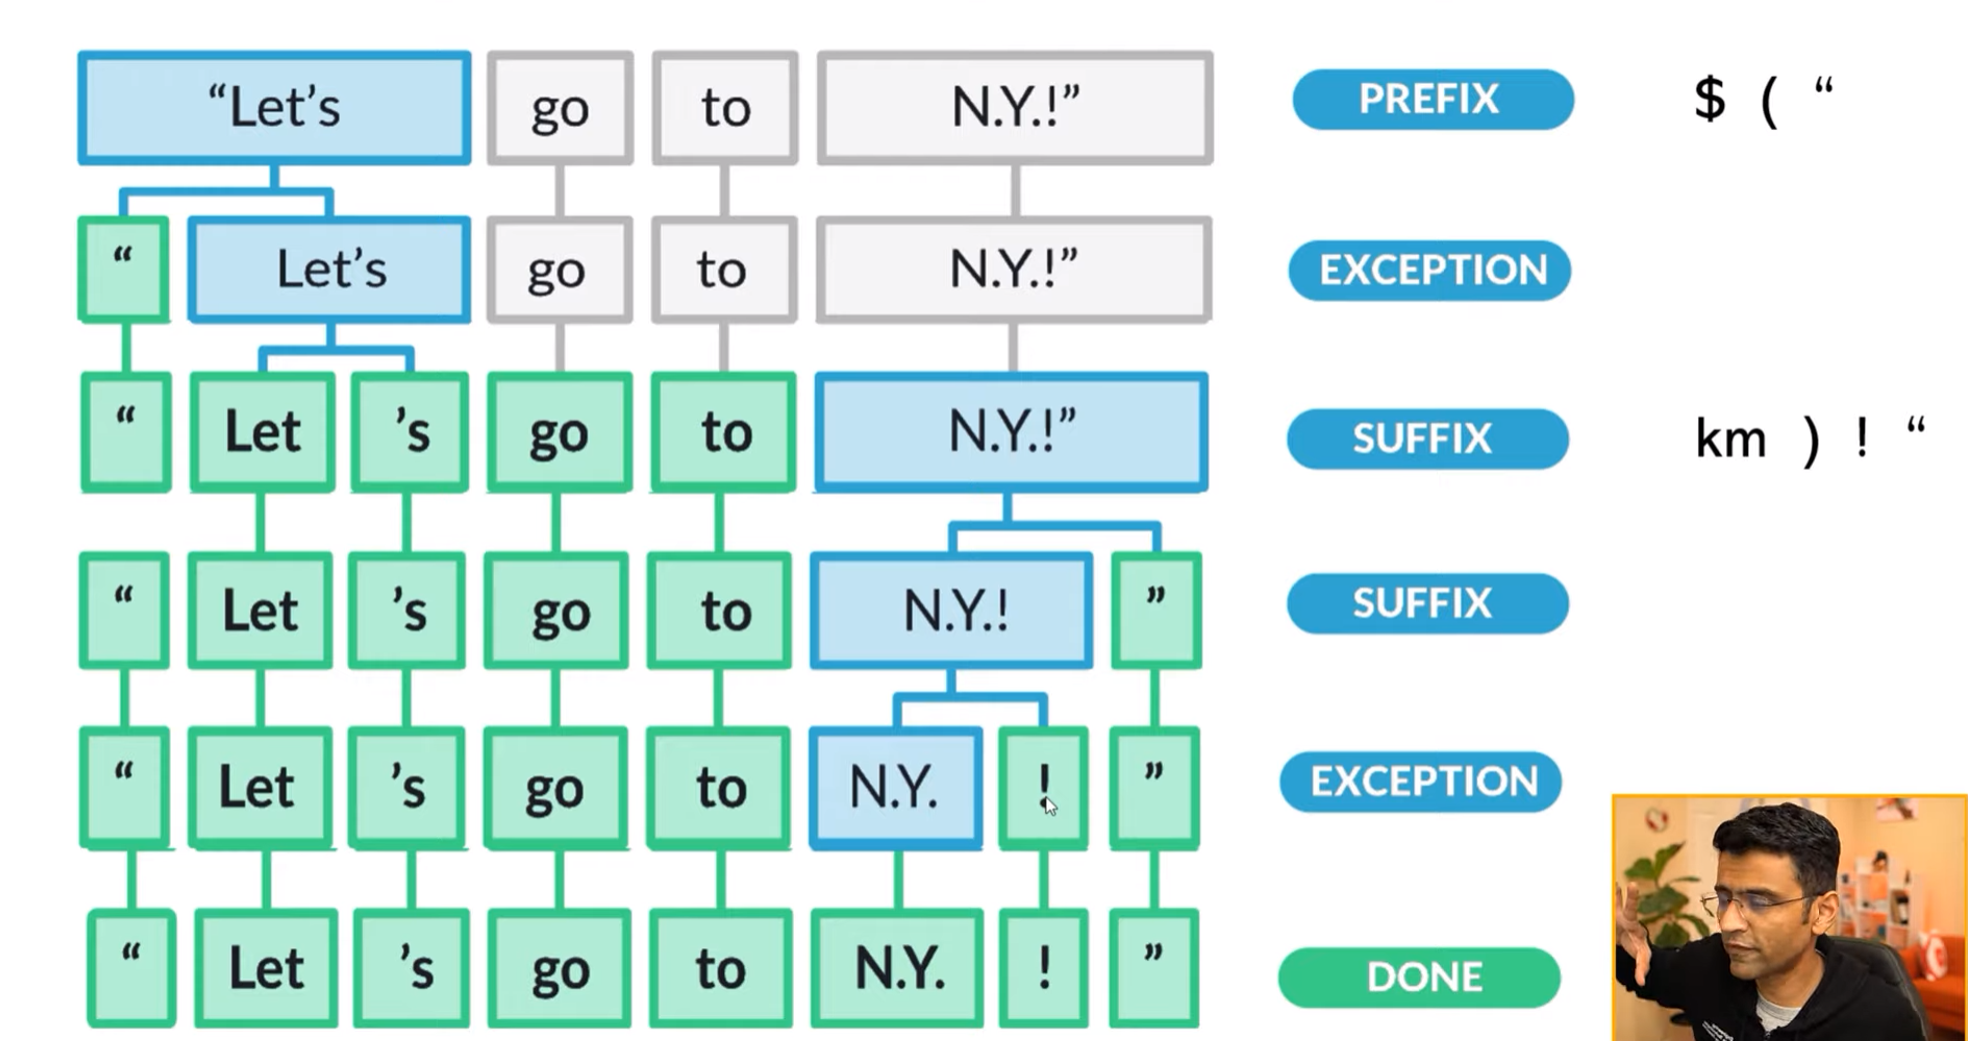 “Let’s go to N.Y.!” PREFIX $ ( “
“ Let’s go to N.Y.!” EXCEPTION
“ Let ’s go to N.Y.!” SUFFIX km ) ! “
“ Let ’s go to N.Y.! ” SUFFIX
“ Let ’s go to N.Y. ! ” EXCEPTION
“ Let ’s go to N.Y. ! ” DONE